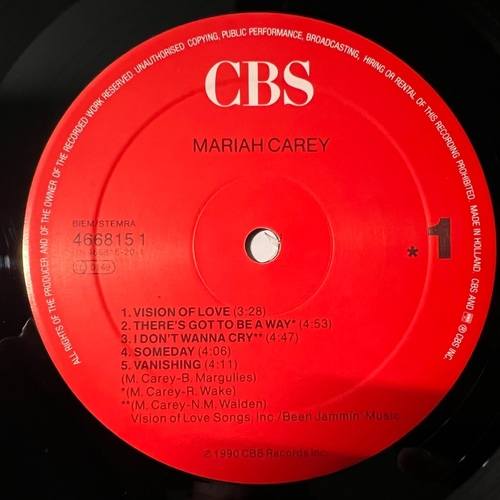 ALL RIGHTS OF THE PRODUCER AND OF THE OWNER OF THE RECORDED WORK RESERVED. UNAUTHORISED COPYING, PUBLIC PERFORMANCE, BROADCASTING, HIRING OR RENTAL OF THIS RECORDING PROHIBITED. MADE IN HOLLAND. CBS AND ℗ CBS INC.
CBS
MARIAH CAREY
BIEM/STEMRA
466815 1
* 1
1. VISION OF LOVE (3:28)
2. THERE'S GOT TO BE A WAY* (4:53)
3. I DON'T WANNA CRY** (4:47)
4. SOMEDAY (4:06)
5. VANISHING (4:11)
(M. Carey-B. Margulies)
*(M. Carey-R. Wake)
**(M. Carey-N.M. Walden)
Vision of Love Songs, Inc./Been Jammin' Music
℗ 1990 CBS Records Inc.